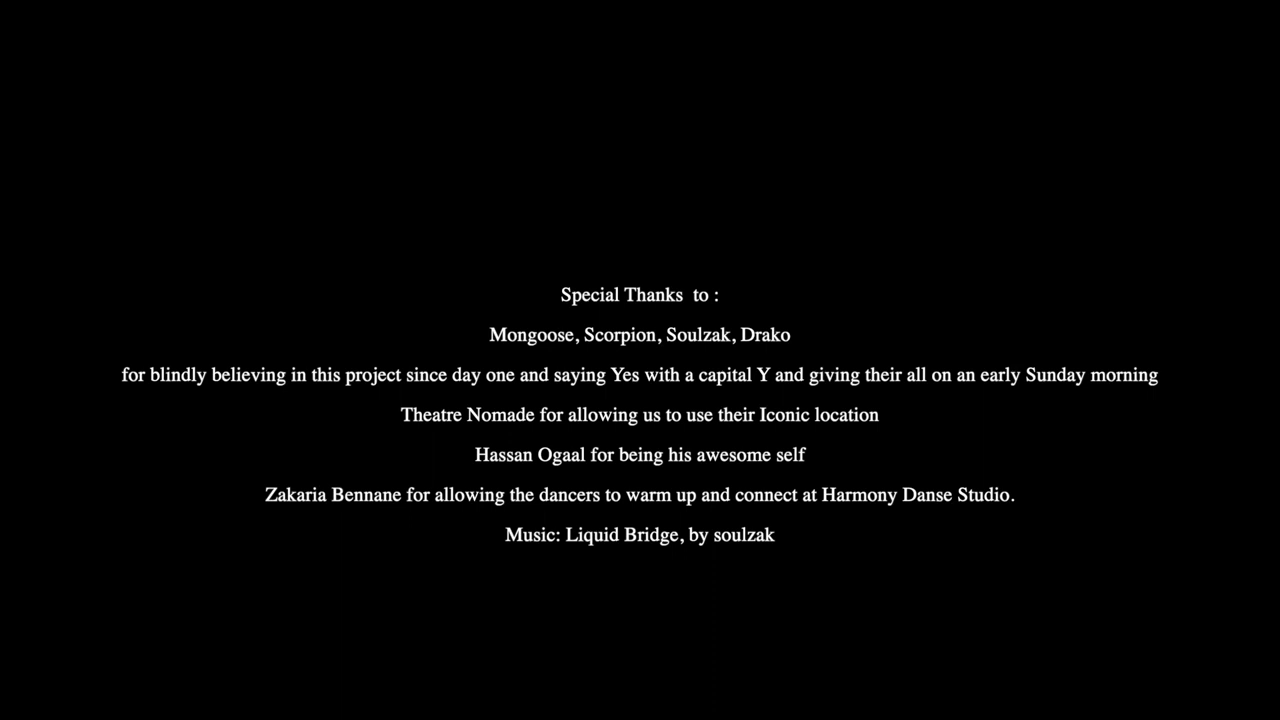 Special Thanks  to :
Mongoose, Scorpion, Soulzak, Drako
for blindly believing in this project since day one and saying Yes with a capital Y and giving their all on an early Sunday morning
Theatre Nomade for allowing us to use their Iconic location
Hassan Ogaal for being his awesome self
Zakaria Bennane for allowing the dancers to warm up and connect at Harmony Danse Studio.
Music: Liquid Bridge, by soulzak